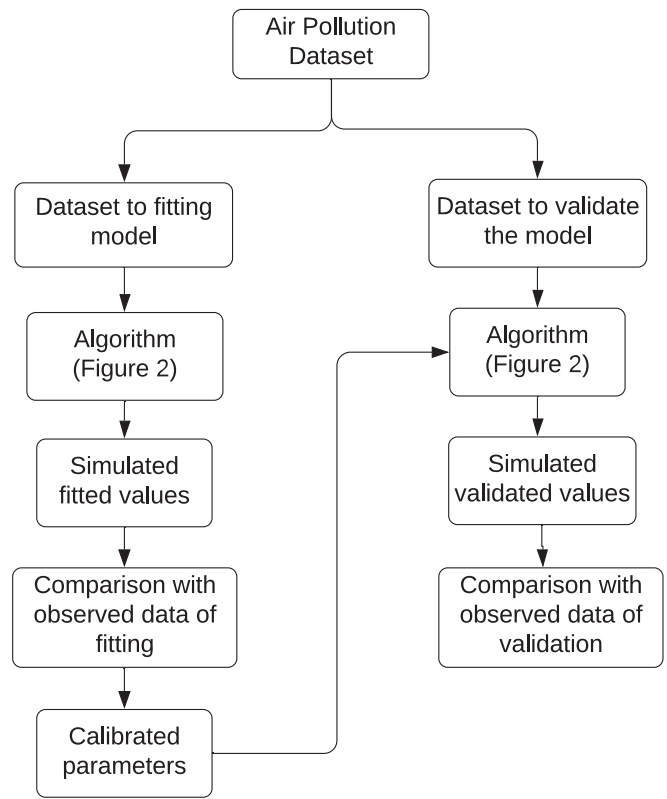 Air Pollution
Dataset
Dataset to fitting
model
Dataset to validate
the model
Algorithm
(Figure 2)
Algorithm
(Figure 2)
Simulated
fitted values
Simulated
validated values
Comparison with
observed data of
fitting
Comparison with
observed data of
validation
Calibrated
parameters